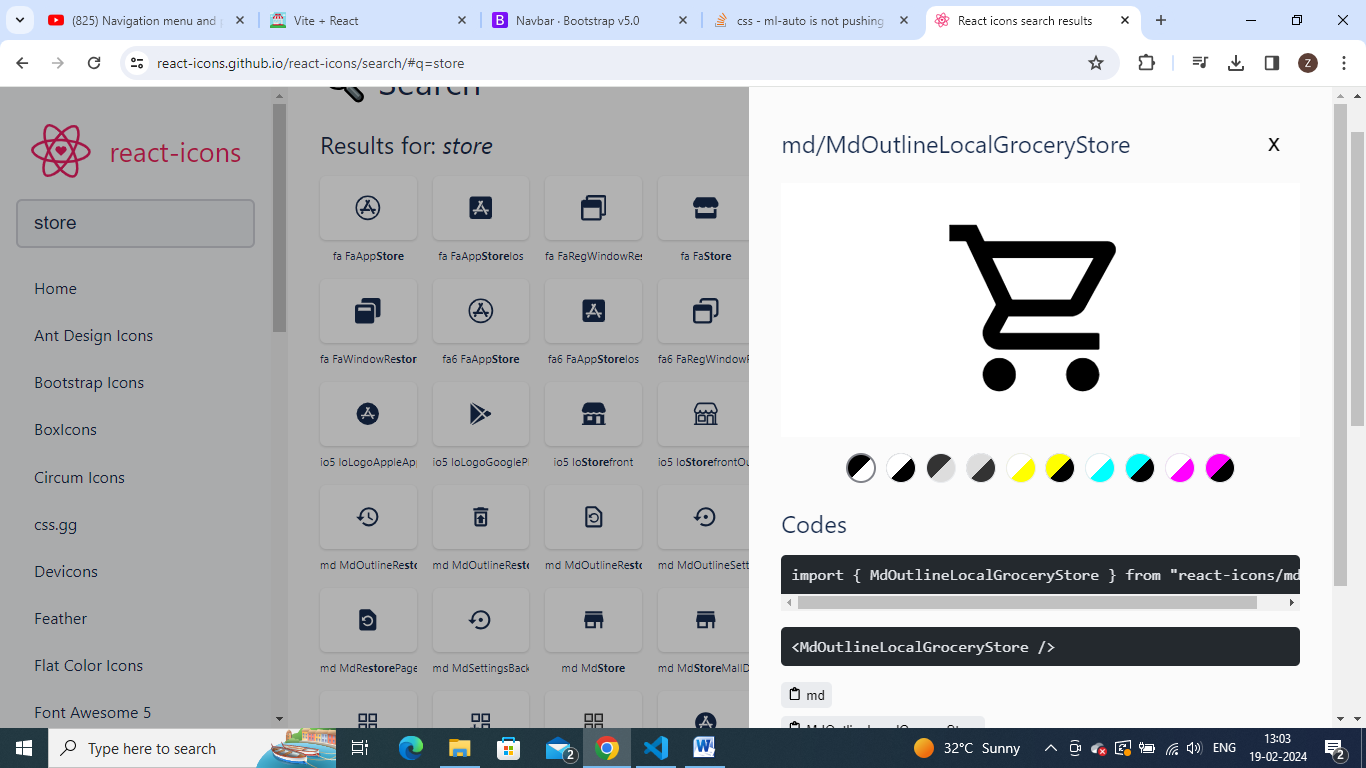 (825) Navigation menu and
Vite + React
Navbar · Bootstrap v5.0
css - ml-auto is not pushing
React icons search results
react-icons.github.io/react-icons/search/#q=store
Z
react-icons
store
Home
Ant Design Icons
Bootstrap Icons
BoxIcons
Circum Icons
css.gg
Devicons
Feather
Flat Color Icons
Font Awesome 5
Search
Results for: store
fa FaAppStore
fa FaAppStoreIos
fa FaRegWindowRes
fa FaStore
fa FaWindowRestor
fa6 FaAppStore
fa6 FaAppStoreIos
fa6 FaRegWindowR
io5 IoLogoAppleApp
io5 IoLogoGooglePl
io5 IoStorefront
io5 IoStorefrontOu
md MdOutlineResto
md MdOutlineResto
md MdOutlineResto
md MdOutlineSett
md MdRestorePage
md MdSettingsBack
md MdStore
md MdStoreMallD
md/MdOutlineLocalGroceryStore
X
Codes
import { MdOutlineLocalGroceryStore } from "react-icons/md
<MdOutlineLocalGroceryStore />
md
MdOutlineLocalGroceryStore
Type here to search
2
32°C Sunny
ENG
13:03
19-02-2024
2